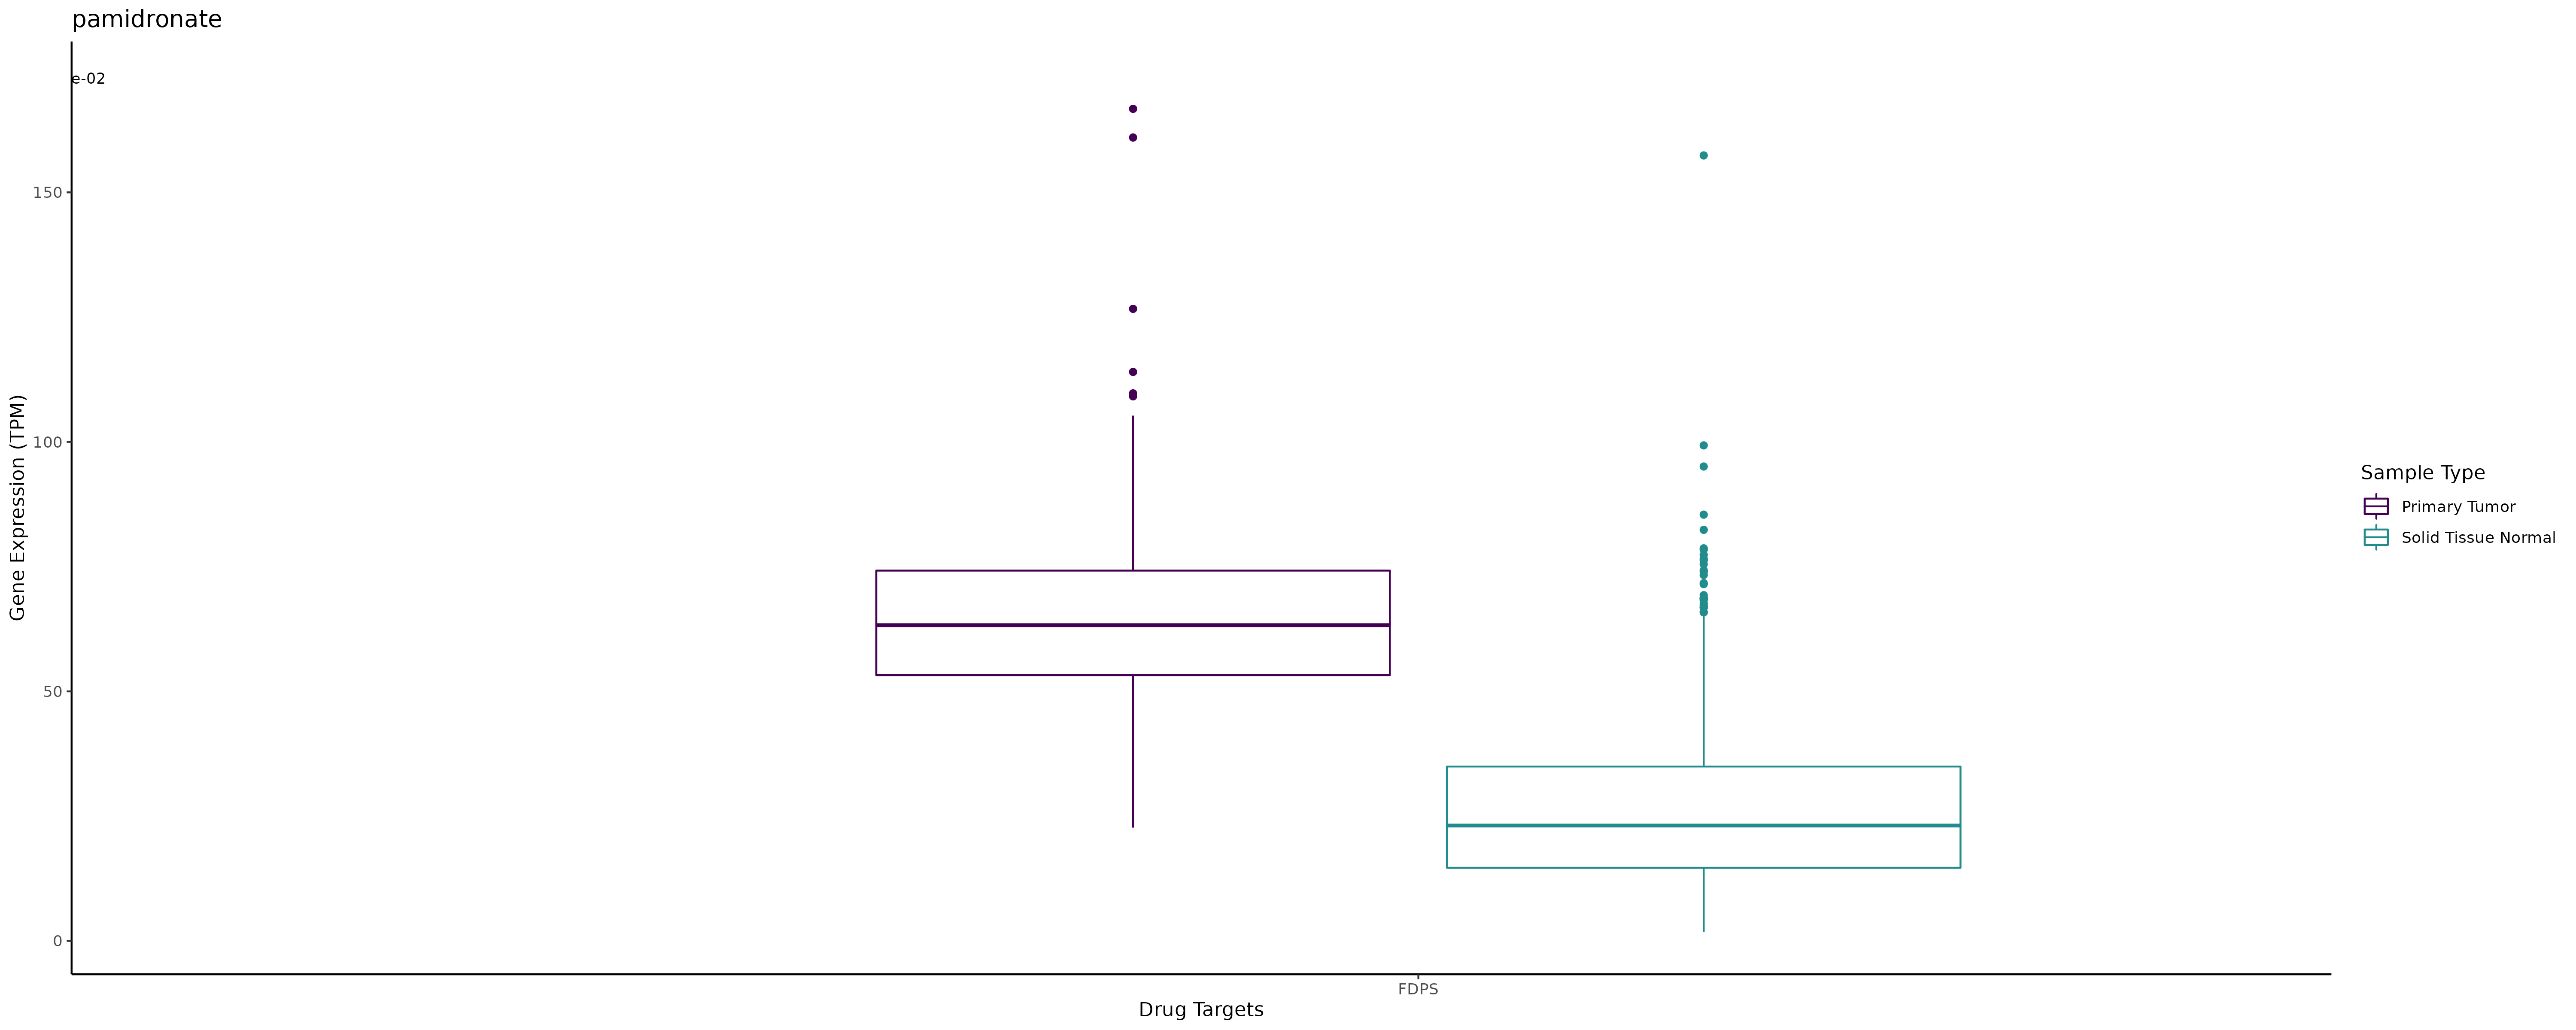 pamidronate
e-02
150
100
50
0
Gene Expression (TPM)
FDPS
Drug Targets
Sample Type
Primary Tumor
Solid Tissue Normal